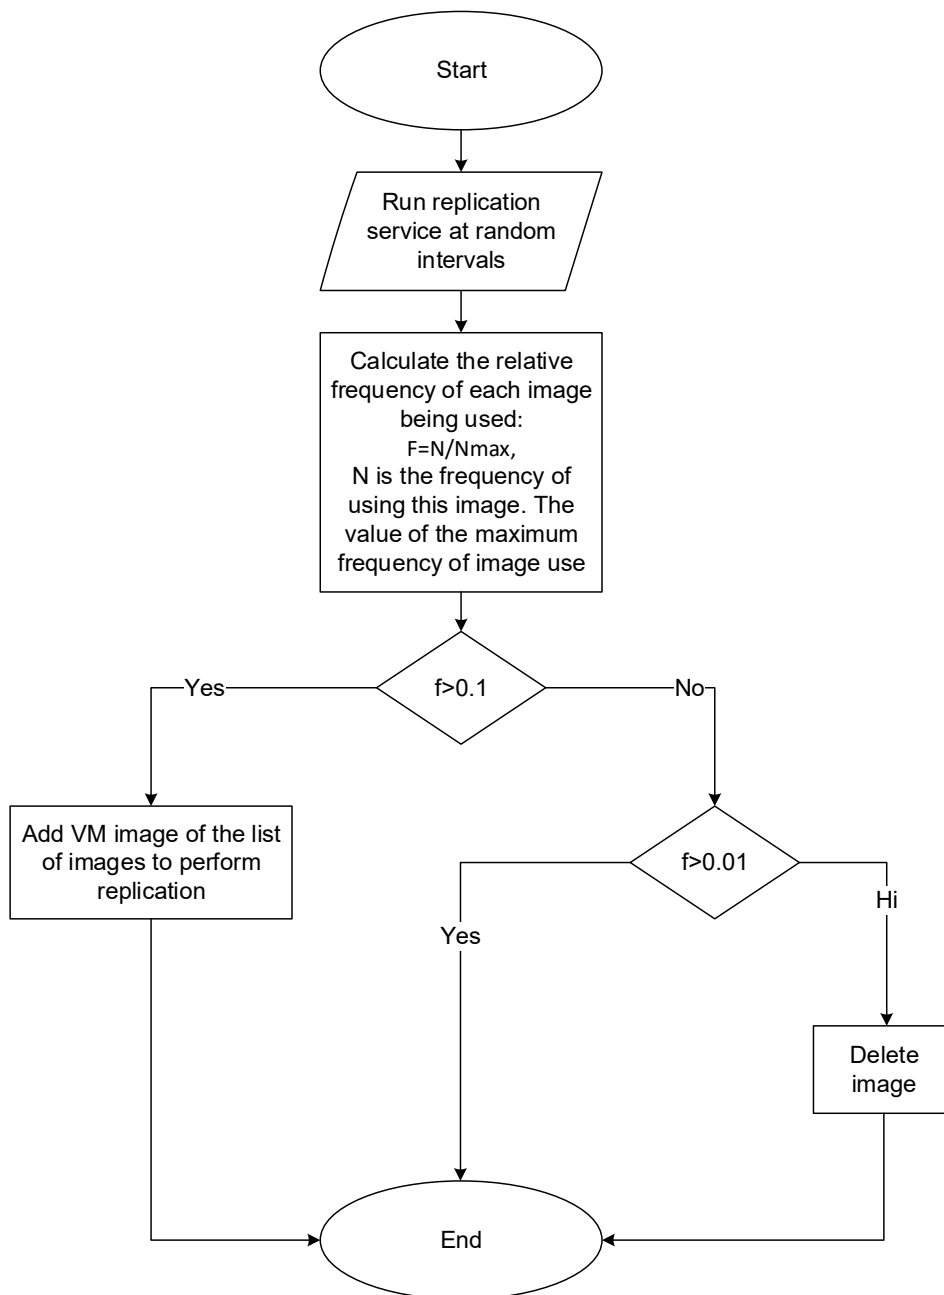 Start
Run replication
service at random
intervals
Calculate the relative
frequency of each image
being used:
F=N/Nmax,
N is the frequency of
using this image. The
value of the maximum
frequency of image use
f>0.1
Yes
No
Add VM image of the list
of images to perform
replication
f>0.01
Yes
Hi
Delete
image
End